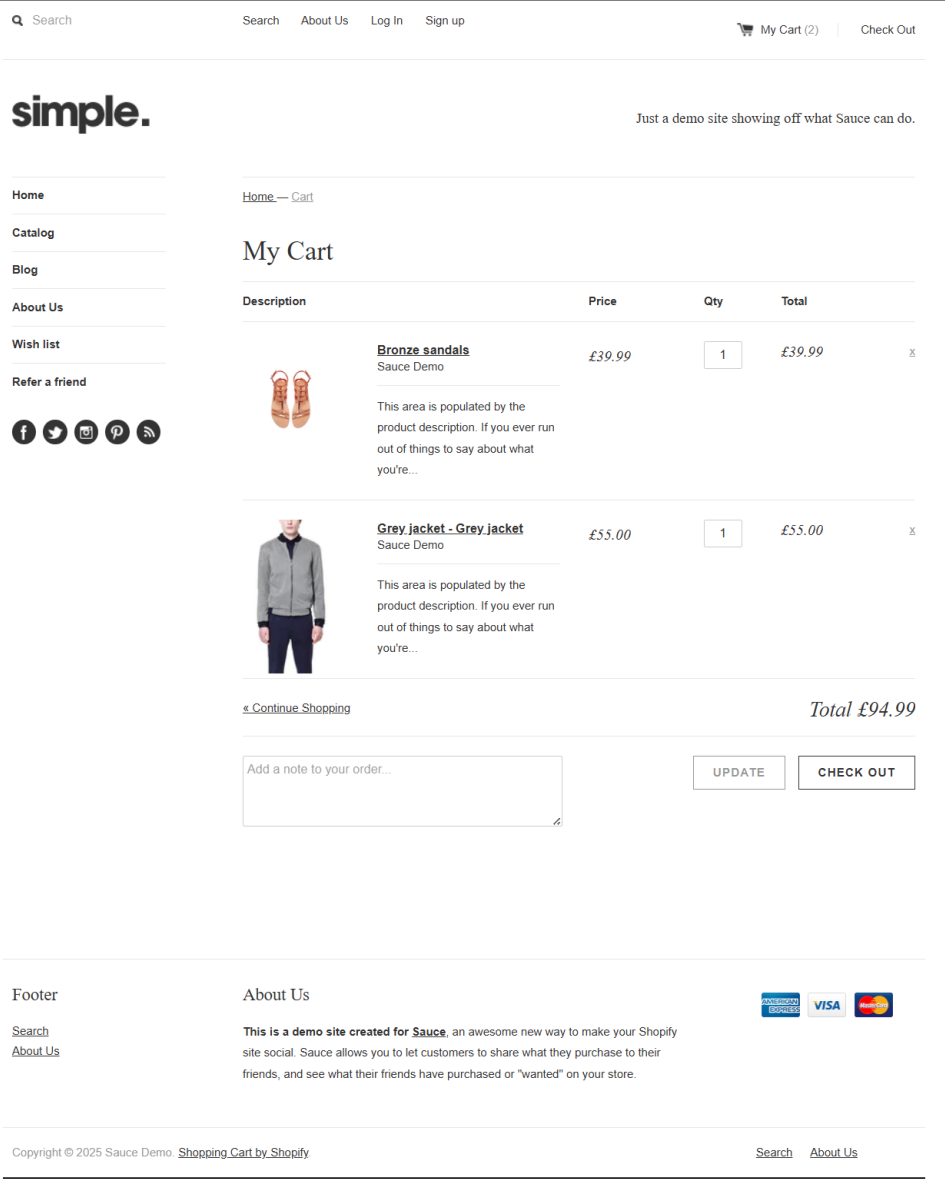 Search
Search About Us Log In Sign up
My Cart (2) Check Out
simple.
Just a demo site showing off what Sauce can do.
Home
Catalog
Blog
About Us
Wish list
Refer a friend
Home — Cart
My Cart
Description Price Qty Total
Bronze sandals
Sauce Demo
£39.99 1 £39.99 x
This area is populated by the
product description. If you ever run
out of things to say about what
you're...
Grey jacket - Grey jacket
Sauce Demo
£55.00 1 £55.00 x
This area is populated by the
product description. If you ever run
out of things to say about what
you're...
« Continue Shopping
Total £94.99
Add a note to your order...
UPDATE CHECK OUT
Footer
Search
About Us
About Us
This is a demo site created for Sauce, an awesome new way to make your Shopify
site social. Sauce allows you to let customers to share what they purchase to their
friends, and see what their friends have purchased or "wanted" on your store.
AMERICAN
EXPRESS
VISA
MasterCard
Copyright © 2025 Sauce Demo. Shopping Cart by Shopify.
Search About Us